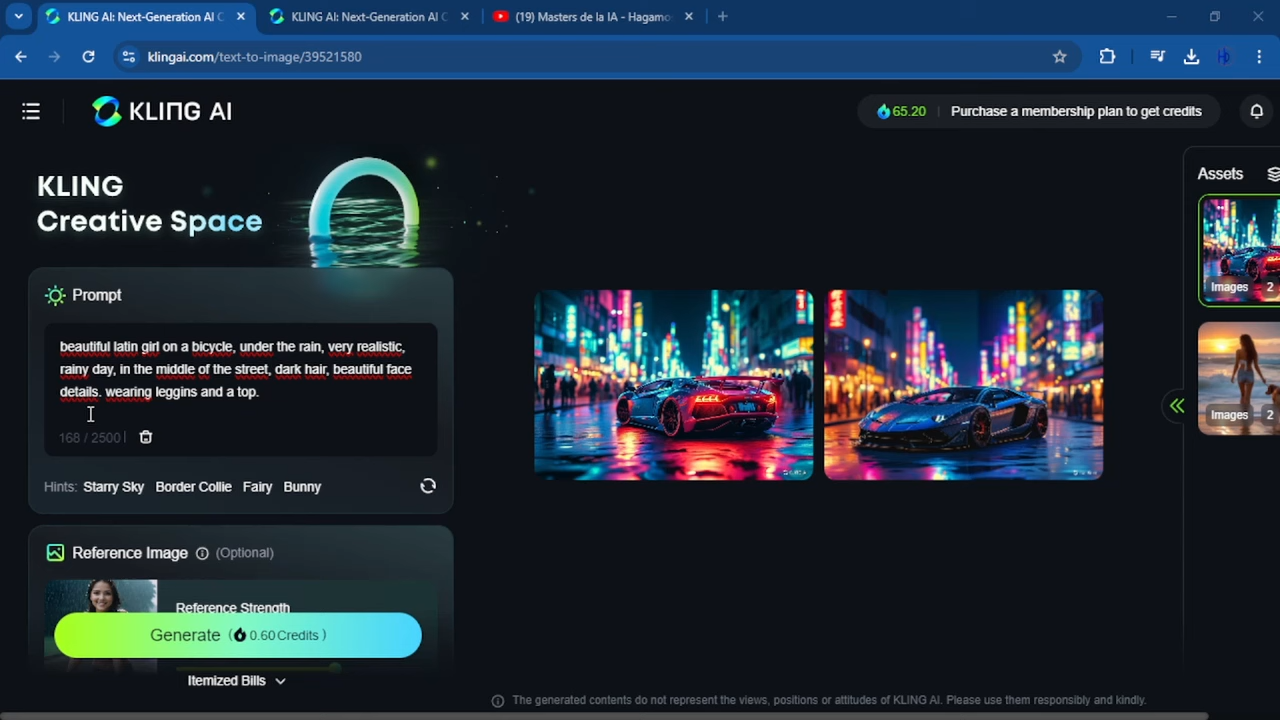 KLING AI: Next-Generation AI C
KLING AI: Next-Generation AI C
(19) Masters de la IA - Hagamo
klingai.com/text-to-image/39521580
KLING AI
65.20
Purchase a membership plan to get credits
KLING
Creative Space
Assets
Images 2
Images 2
Prompt
beautiful latin girl on a bicycle, under the rain, very realistic,
rainy day, in the middle of the street, dark hair, beautiful face
details. wearing leggins and a top.
168 / 2500
Hints: Starry Sky Border Collie Fairy Bunny
Reference Image (Optional)
Reference Strength
Generate ( 0.60 Credits )
Itemized Bills
The generated contents do not represent the views, positions or attitudes of KLING AI. Please use them responsibly and kindly.